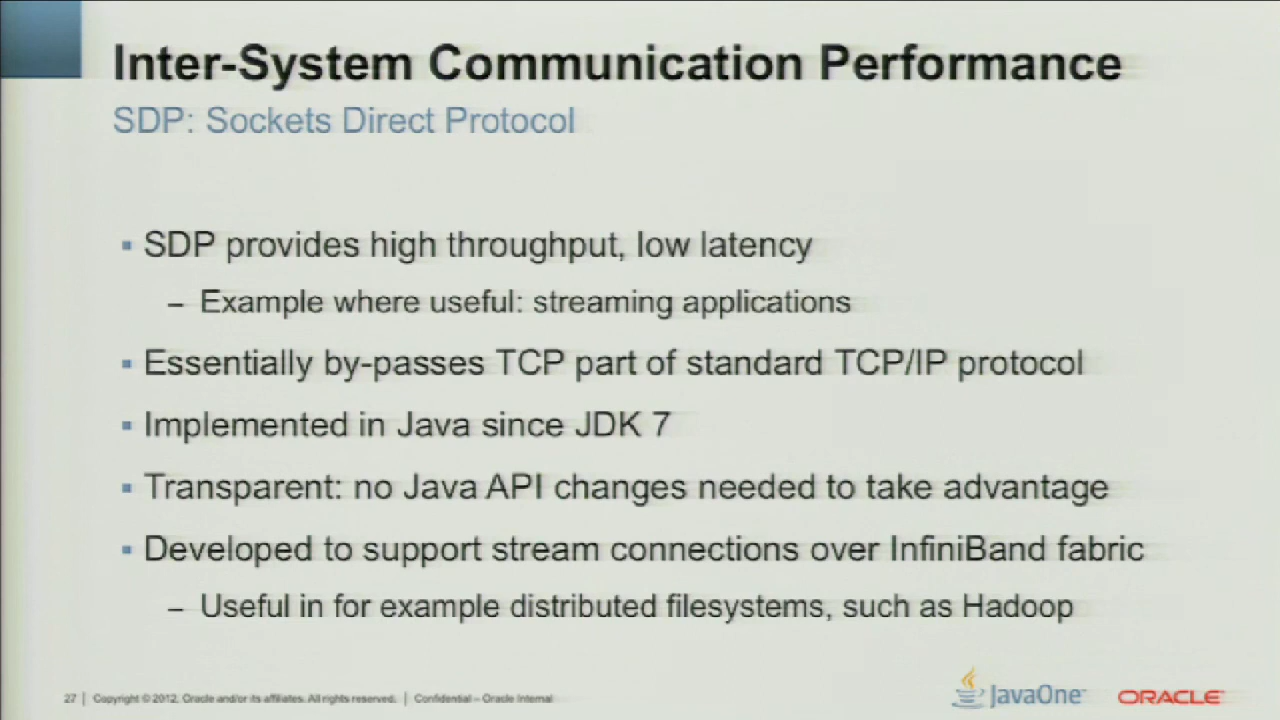 Inter-System Communication Performance
SDP: Sockets Direct Protocol
▪ SDP provides high throughput, low latency
– Example where useful: streaming applications
▪ Essentially by-passes TCP part of standard TCP/IP protocol
▪ Implemented in Java since JDK 7
▪ Transparent: no Java API changes needed to take advantage
▪ Developed to support stream connections over InfiniBand fabric
– Useful in for example distributed filesystems, such as Hadoop
27 | Copyright © 2012, Oracle and/or its affiliates. All rights reserved. | Confidential – Oracle Internal
JavaOne ORACLE